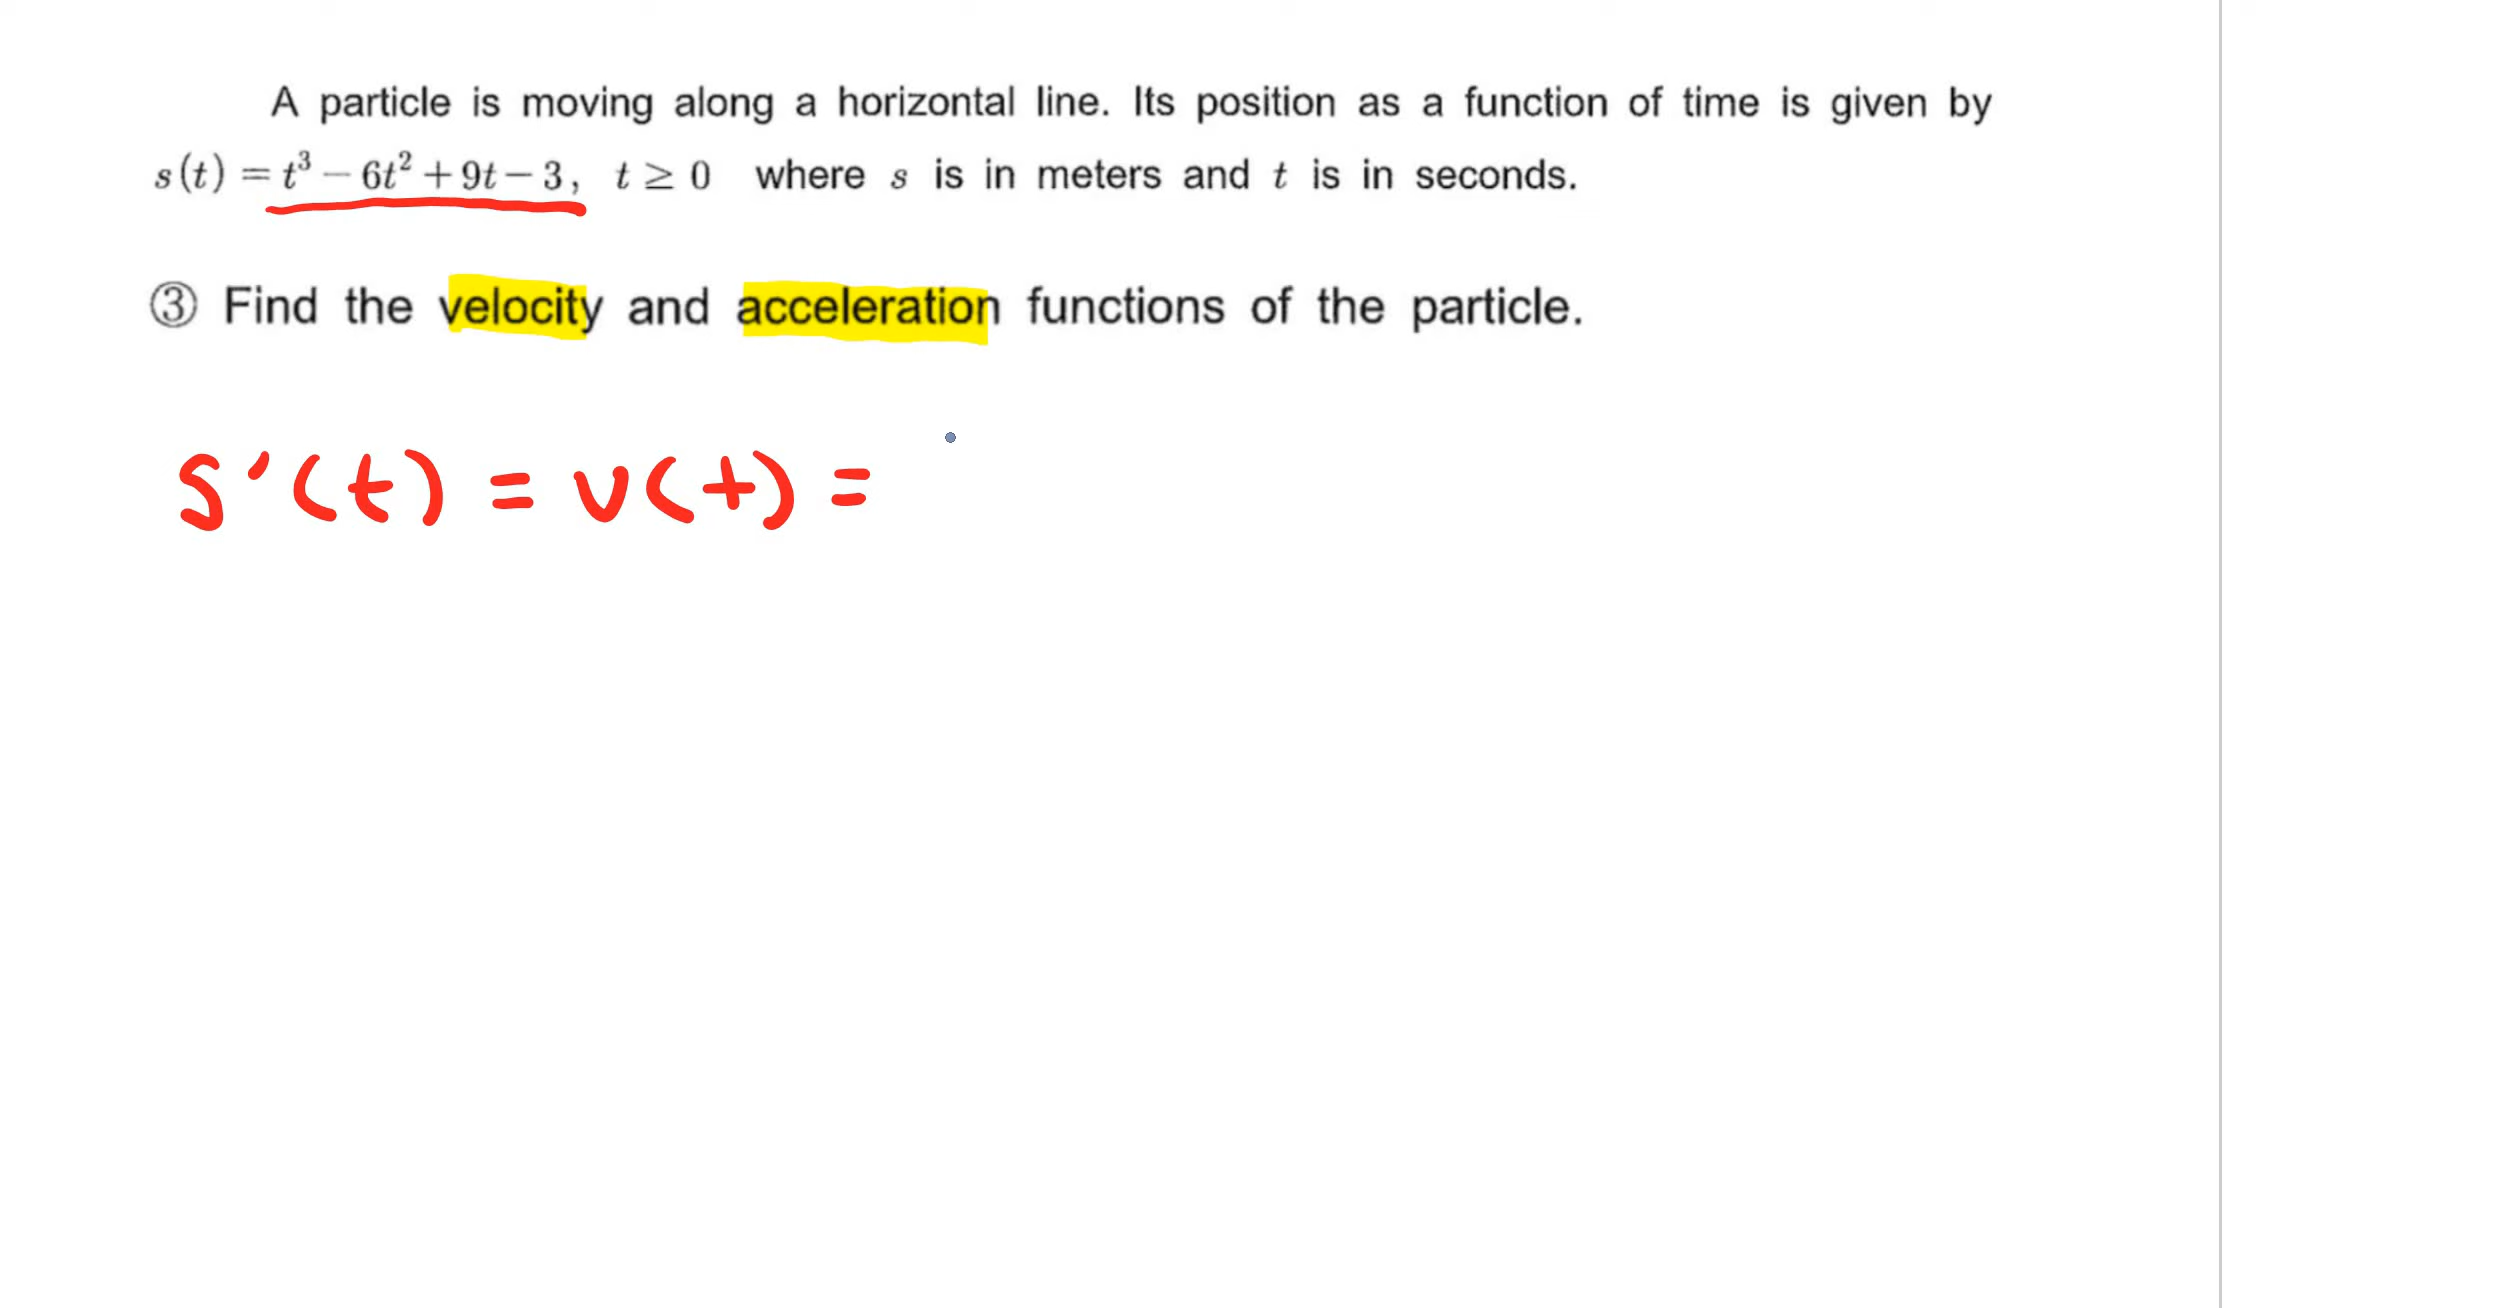 A particle is moving along a horizontal line. Its position as a function of time is given by
s(t) = t³ − 6t² + 9t − 3, t ≥ 0 where s is in meters and t is in seconds.
③ Find the velocity and acceleration functions of the particle.
s'(t) = v(t) =